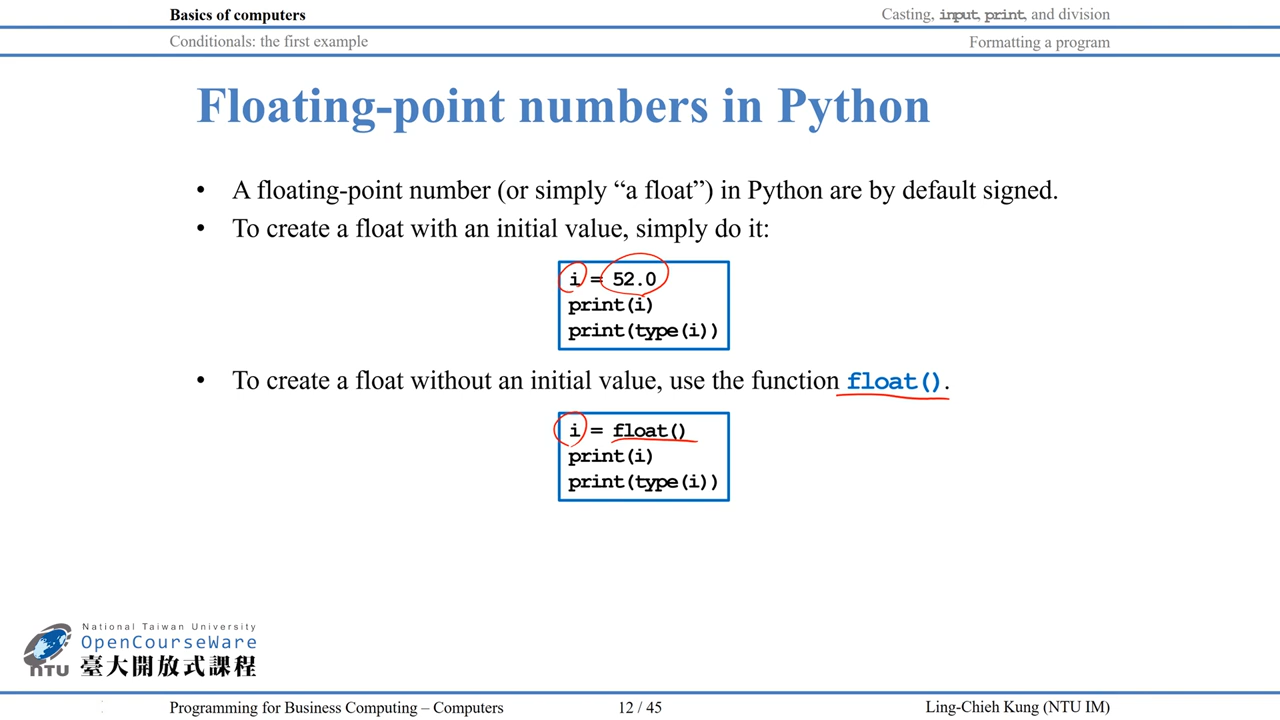 Basics of computers
Casting, input, print, and division
Conditionals: the first example
Formatting a program
Floating-point numbers in Python
• A floating-point number (or simply “a float”) in Python are by default signed.
• To create a float with an initial value, simply do it:
i = 52.0
print(i)
print(type(i))
• To create a float without an initial value, use the function float().
i = float()
print(i)
print(type(i))
National Taiwan University
OpenCourseWare
NTU 臺大開放式課程
Programming for Business Computing – Computers
12 / 45
Ling-Chieh Kung (NTU IM)